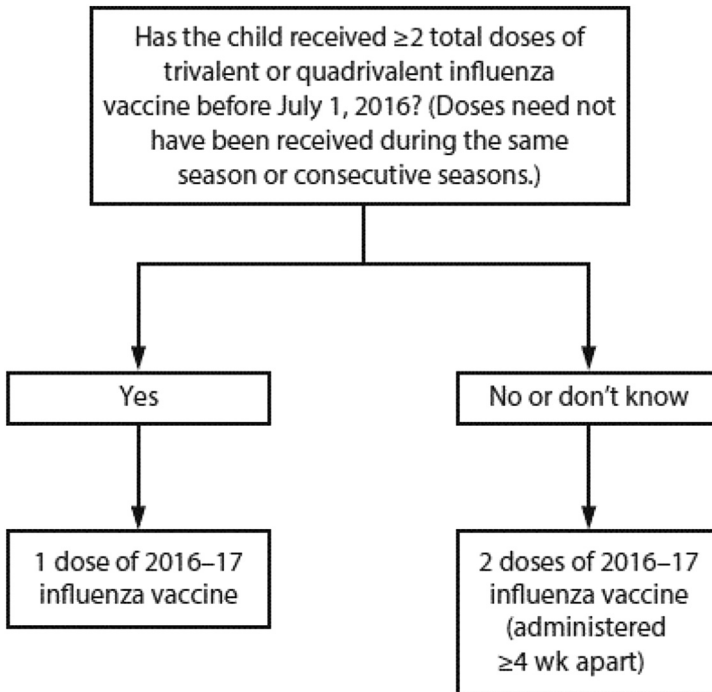 Has the child received ≥2 total doses of
trivalent or quadrivalent influenza
vaccine before July 1, 2016? (Doses need not
have been received during the same
season or consecutive seasons.)
Yes
No or don’t know
1 dose of 2016–17
influenza vaccine
2 doses of 2016–17
influenza vaccine
(administered
≥4 wk apart)